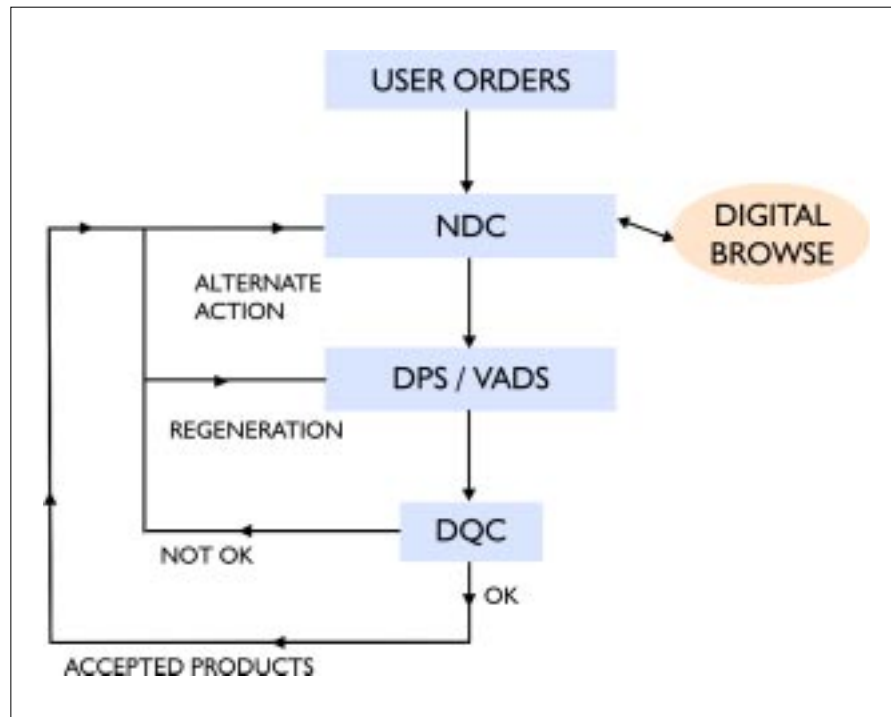 USER ORDERS
NDC
DIGITAL
BROWSE
ALTERNATE
ACTION
DPS / VADS
REGENERATION
DQC
NOT OK
OK
ACCEPTED PRODUCTS